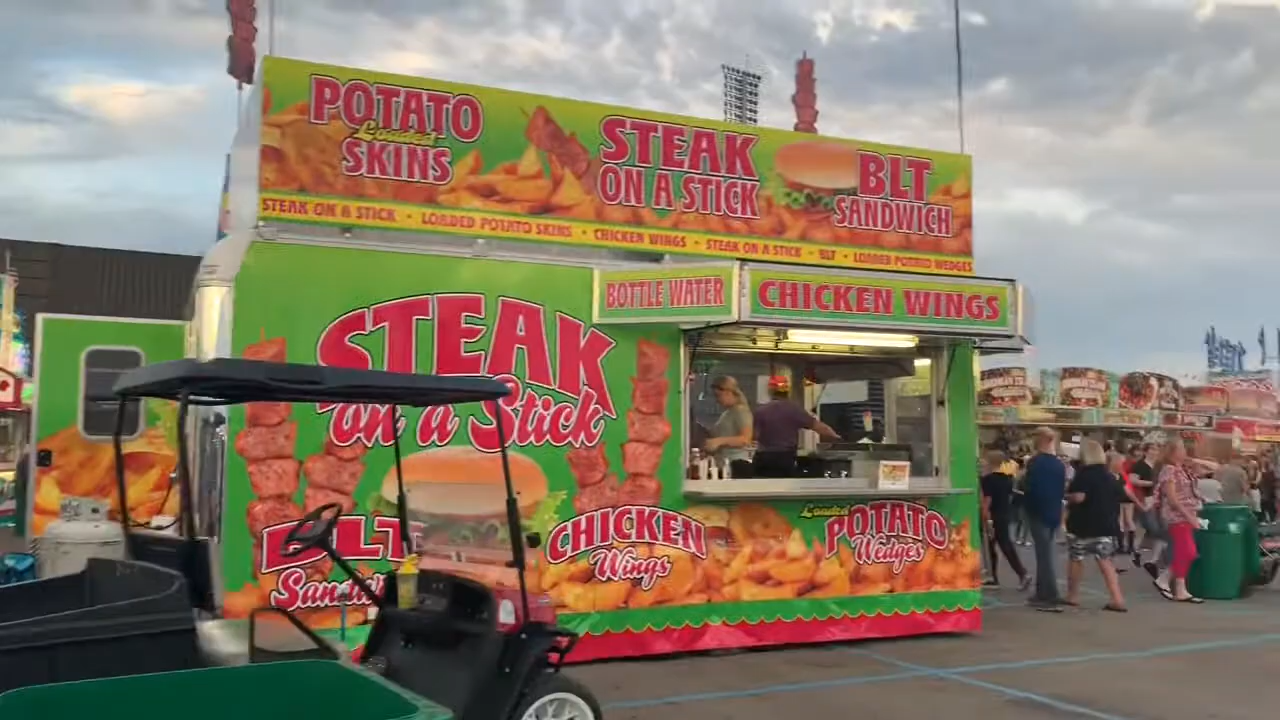 POTATO
Loaded
SKINS
STEAK
ON A STICK
BLT
SANDWICH
STEAK ON A STICK • LOADED POTATO SKINS • CHICKEN WINGS • STEAK ON A STICK • BLT • LOADED POTATO WEDGES
BOTTLE WATER
CHICKEN WINGS
STEAK
on a Stick
BLT
CHICKEN
Wings
Loaded
POTATO
Wedges